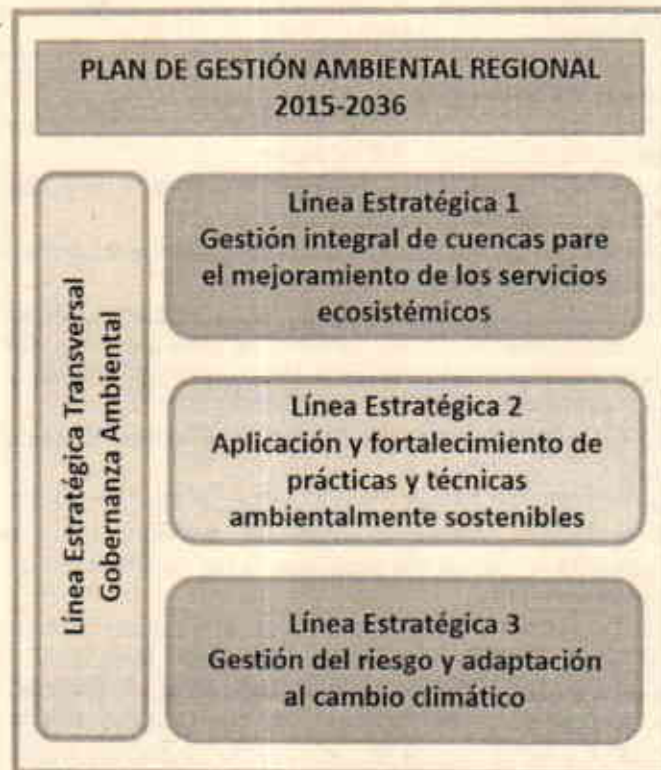 PLAN DE GESTIÓN AMBIENTAL REGIONAL
2015-2036
Línea Estratégica Transversal
Gobernanza Ambiental
Línea Estratégica 1
Gestión integral de cuencas pare
el mejoramiento de los servicios
ecosistémicos
Línea Estratégica 2
Aplicación y fortalecimiento de
prácticas y técnicas
ambientalmente sostenibles
Línea Estratégica 3
Gestión del riesgo y adaptación
al cambio climático